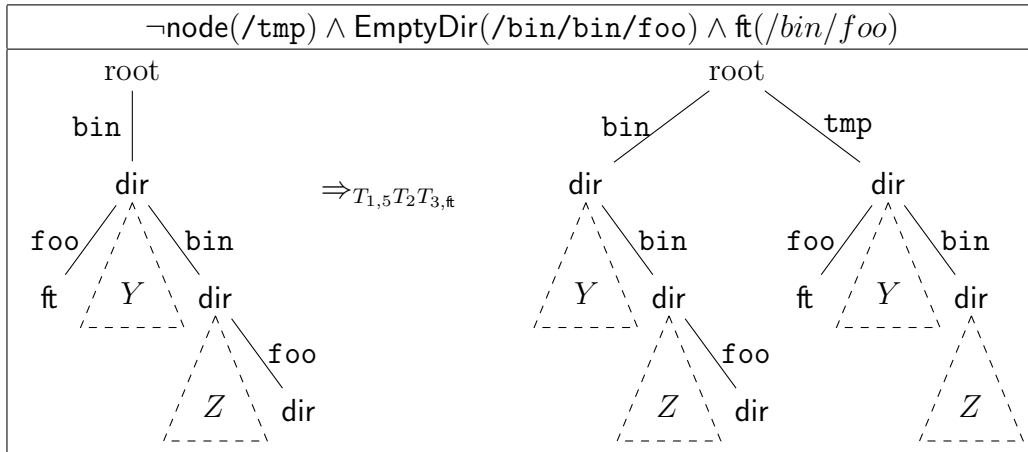 ¬node(/tmp) ∧ EmptyDir(/bin/bin/foo) ∧ ft(/bin/foo)
root root
bin bin tmp
dir ⇒T1,5T2T3,ft dir dir
foo bin bin foo bin
ft Y dir Y dir ft Y dir
foo foo
Z dir Z dir Z